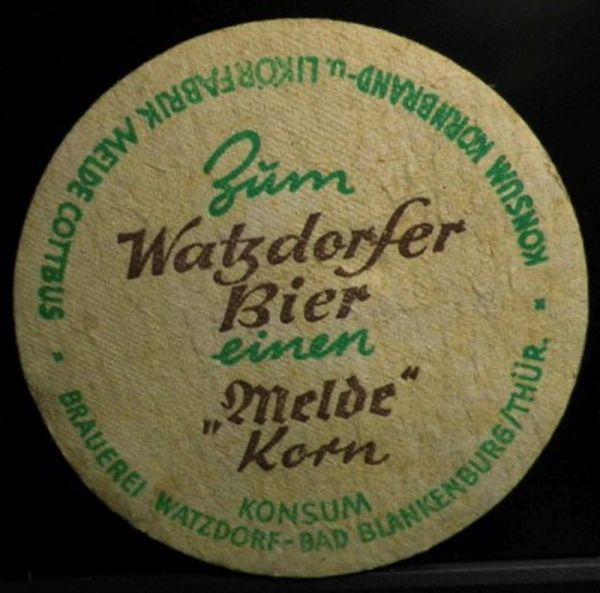 Zum
Watzdorfer
Bier
einen
„Melde“
Korn
KONSUM KORNBRAND- u. LIKÖRFABRIK MELDE COTTBUS
KONSUM
BRAUEREI WATZDORF-BAD BLANKENBURG/THÜR.